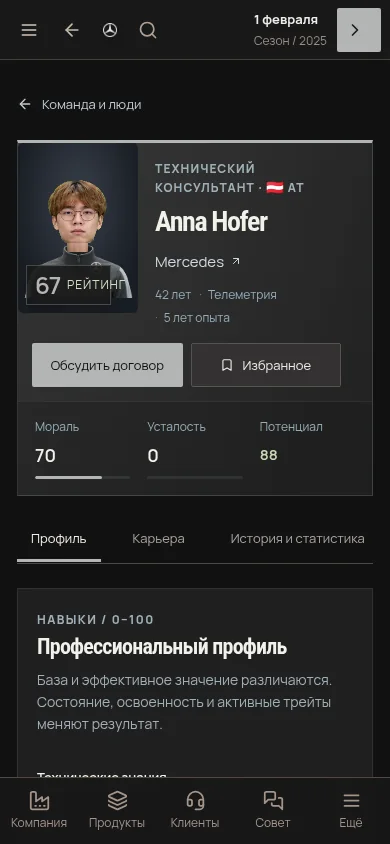 1 февраля
Сезон / 2025
Команда и люди
ТЕХНИЧЕСКИЙ
КОНСУЛЬТАНТ · 🇦🇹 AT
Anna Hofer
Mercedes ↗
67 РЕЙТИНГ
42 лет · Телеметрия
· 5 лет опыта
Обсудить договор
Избранное
Мораль
Усталость
Потенциал
70
0
88
Профиль
Карьера
История и статистика
НАВЫКИ / 0–100
Профессиональный профиль
База и эффективное значение различаются.
Состояние, освоенность и активные трейты
меняют результат.
Технические знания
Компания
Продукты
Клиенты
Совет
Ещё